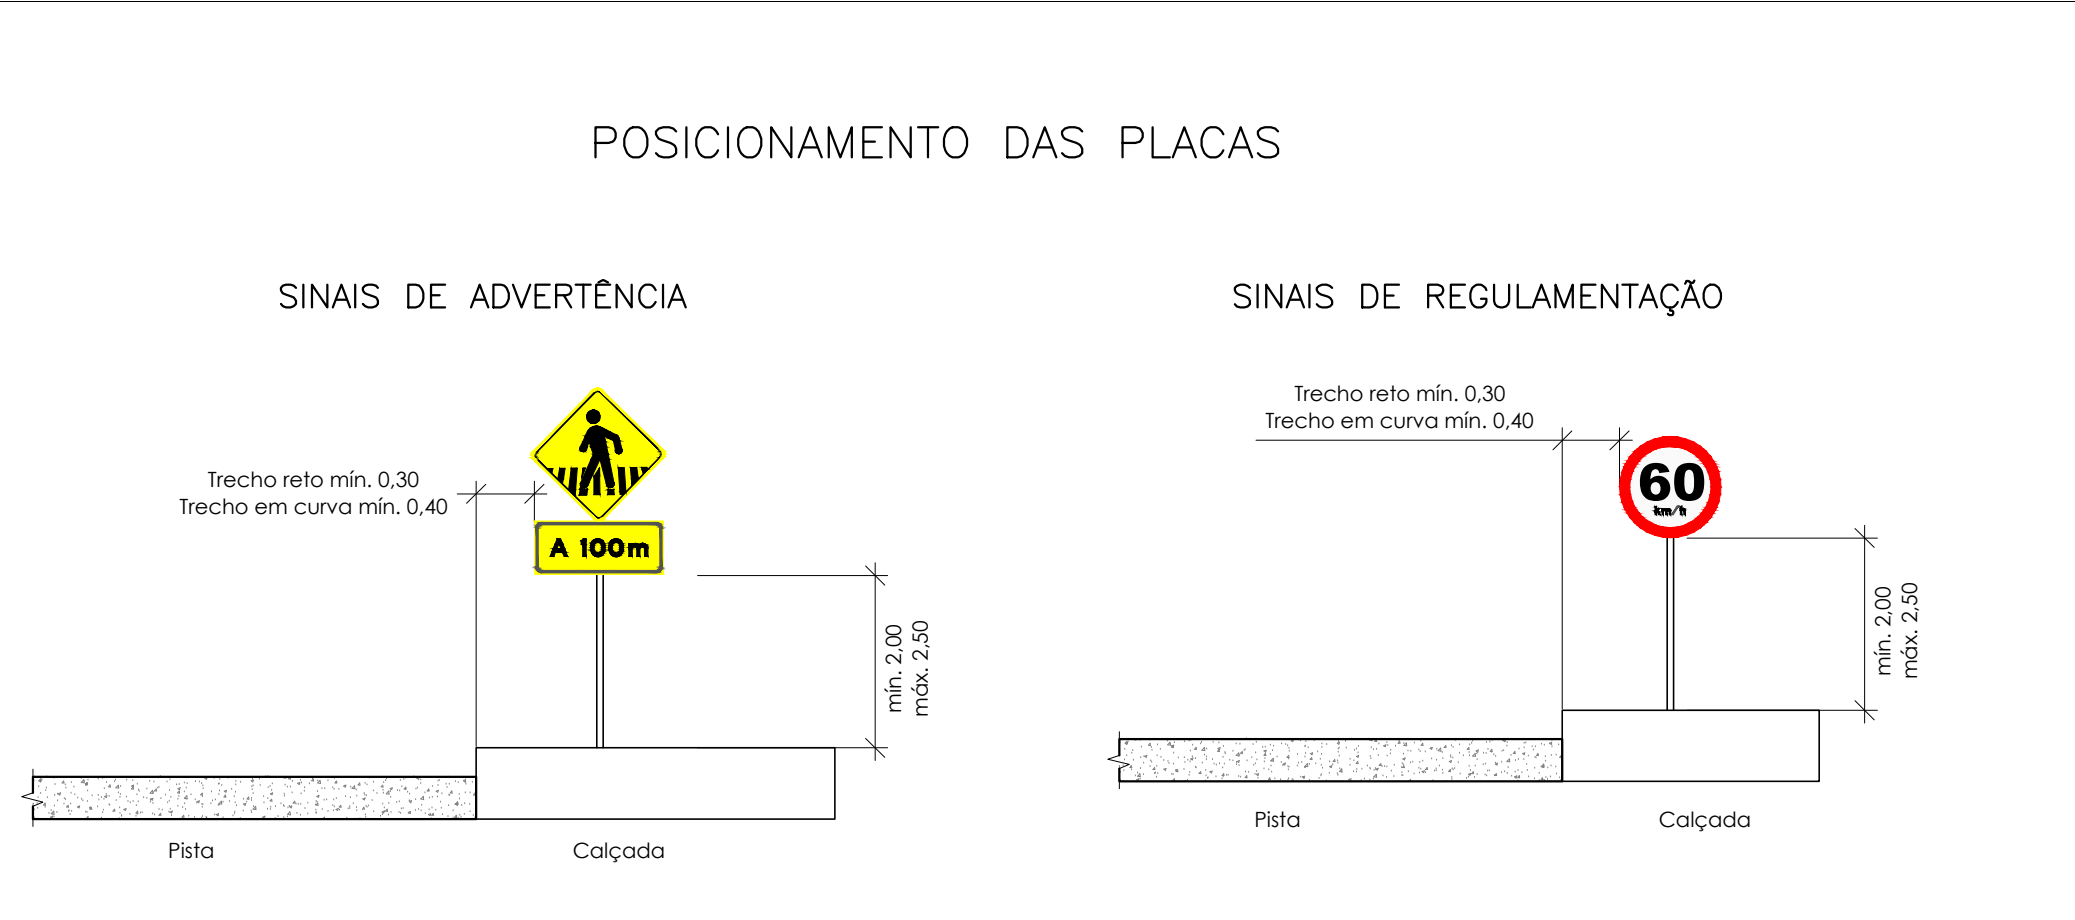 POSICIONAMENTO DAS PLACAS
SINAIS DE ADVERTÊNCIA
Trecho reto mín. 0,30
Trecho em curva mín. 0,40
A 100m
mín. 2,00
máx. 2,50
Pista
Calçada
SINAIS DE REGULAMENTAÇÃO
Trecho reto mín. 0,30
Trecho em curva mín. 0,40
60
km/h
mín. 2,00
máx. 2,50
Pista
Calçada